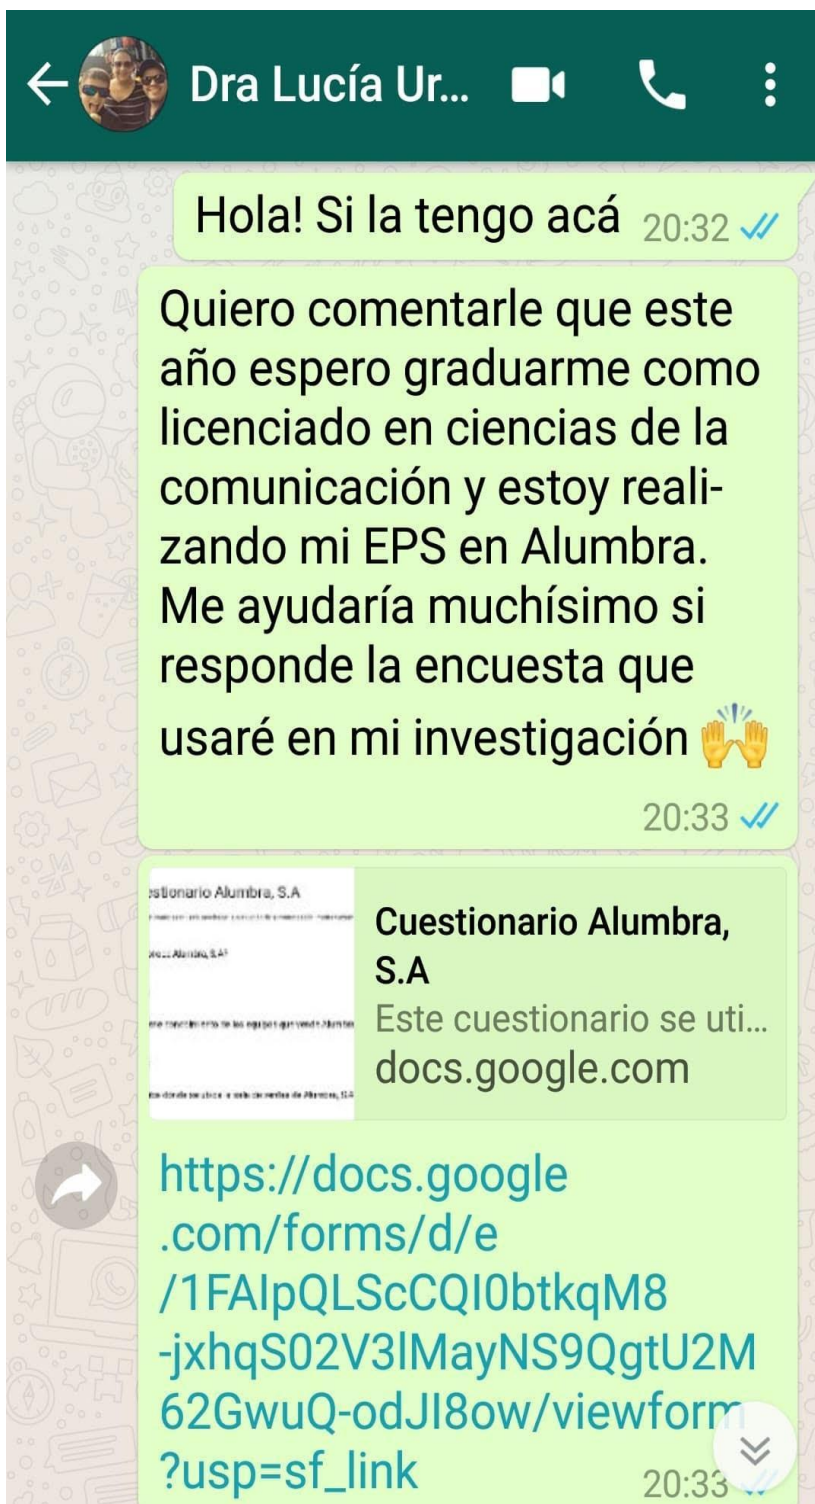 Dra Lucía Ur...
Hola! Si la tengo acá 20:32
Quiero comentarle que este
año espero graduarme como
licenciado en ciencias de la
comunicación y estoy reali-
zando mi EPS en Alumbra.
Me ayudaría muchísimo si
responde la encuesta que
usaré en mi investigación
20:33
estionario Alumbra, S.A
Alumbra, S.A?
Cuestionario Alumbra,
S.A
Este cuestionario se uti...
docs.google.com
https://docs.google
.com/forms/d/e
/1FAIpQLScCQI0btkqM8
-jxhqS02V3lMayNS9QgtU2M
62GwuQ-odJI8ow/viewform
?usp=sf_link 20:33